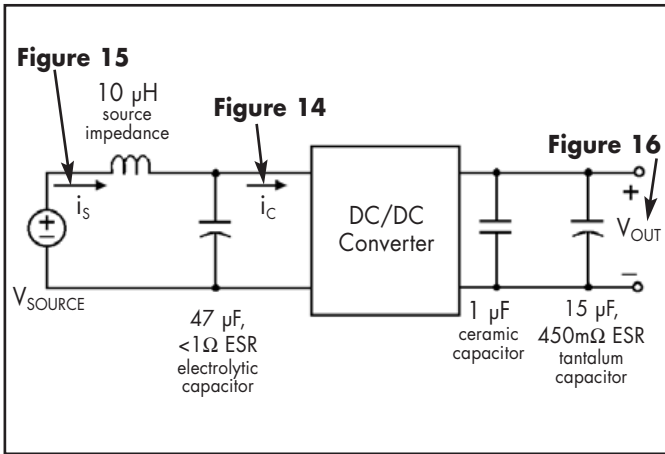 Figure 15
10 µH
source
impedance
Figure 14
Figure 16
i_S
i_C
DC/DC
Converter
+
V_OUT
–
+
–
V_SOURCE
47 µF,
<1Ω ESR
electrolytic
capacitor
1 µF
ceramic
capacitor
15 µF,
450mΩ ESR
tantalum
capacitor